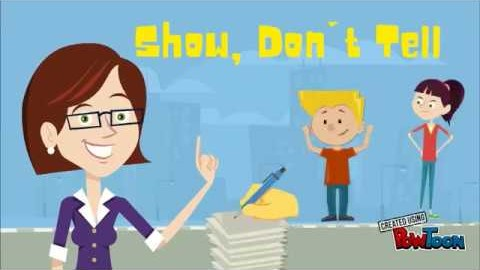 Show, Don´t Tell
CREATED USING
POWTOON